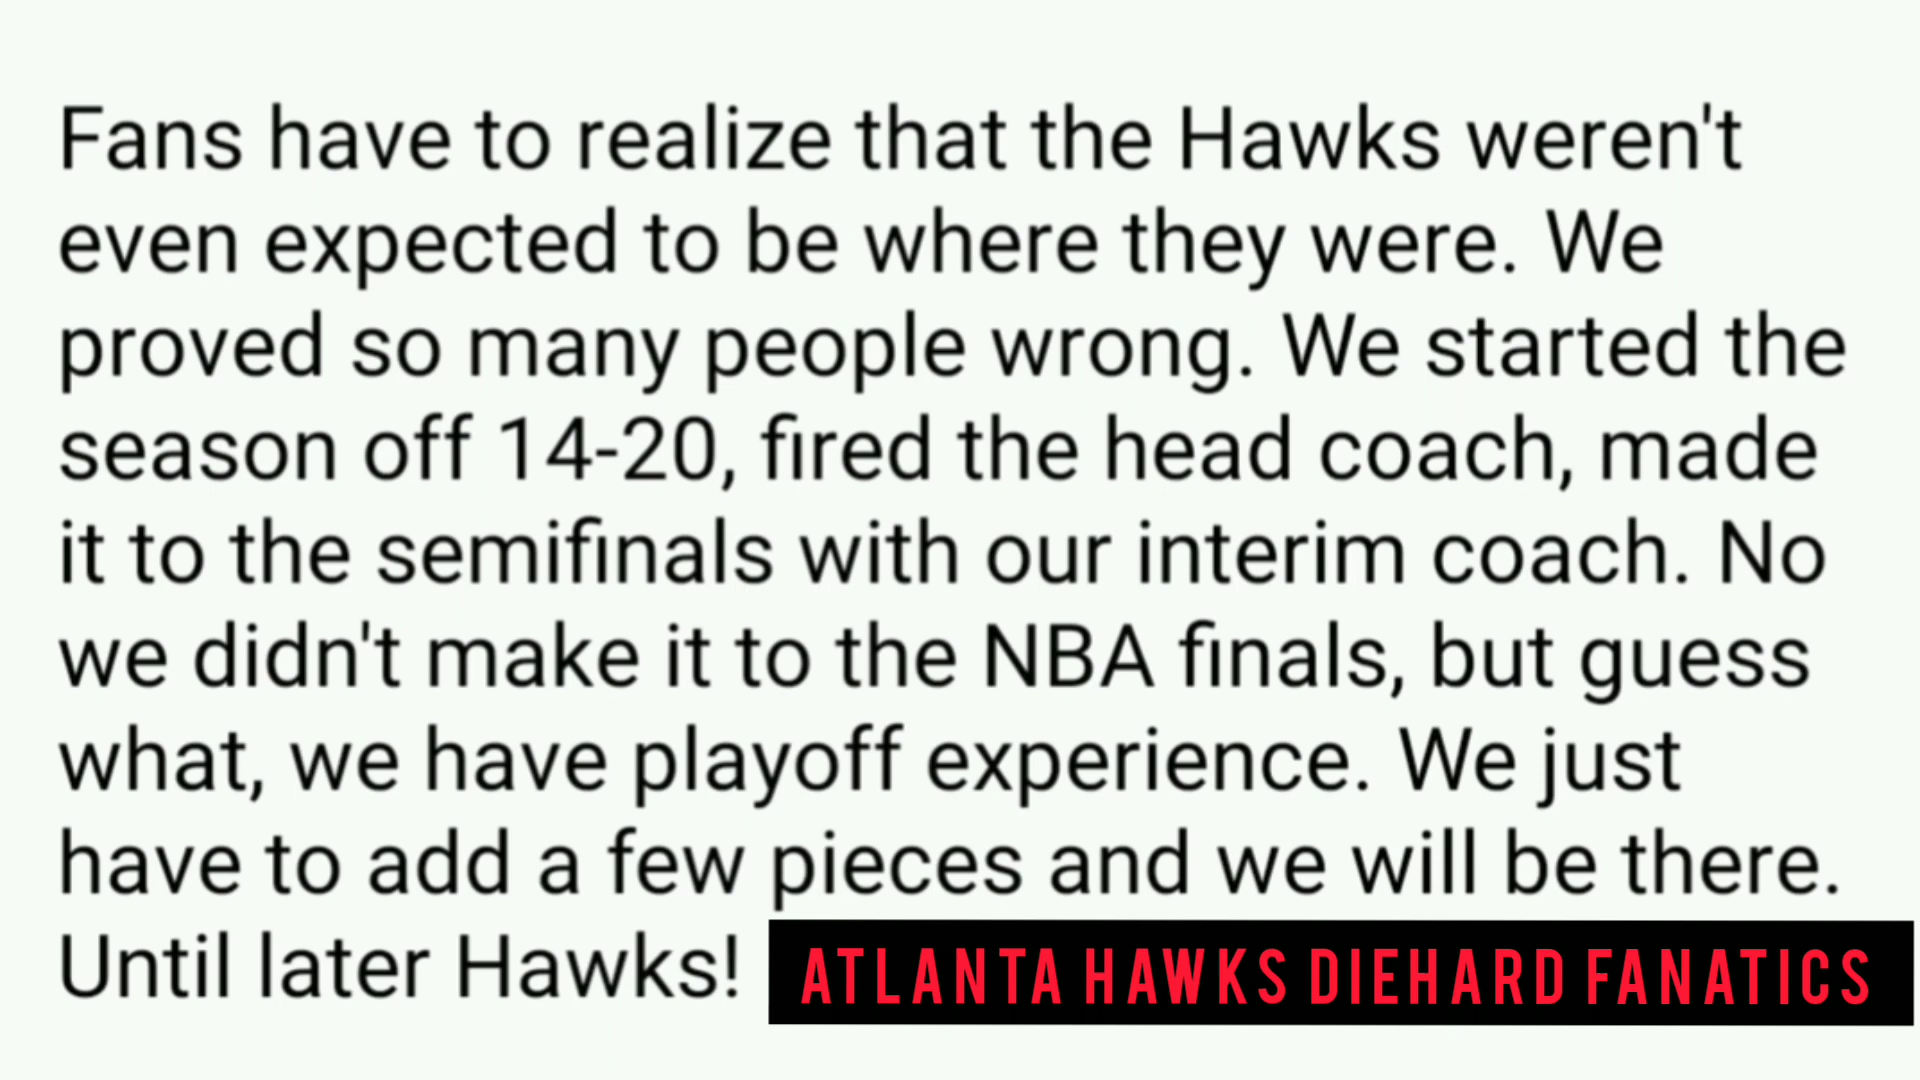 Fans have to realize that the Hawks weren't
even expected to be where they were. We
proved so many people wrong. We started the
season off 14-20, fired the head coach, made
it to the semifinals with our interim coach. No
we didn't make it to the NBA finals, but guess
what, we have playoff experience. We just
have to add a few pieces and we will be there.
Until later Hawks! ATLANTA HAWKS DIEHARD FANATICS